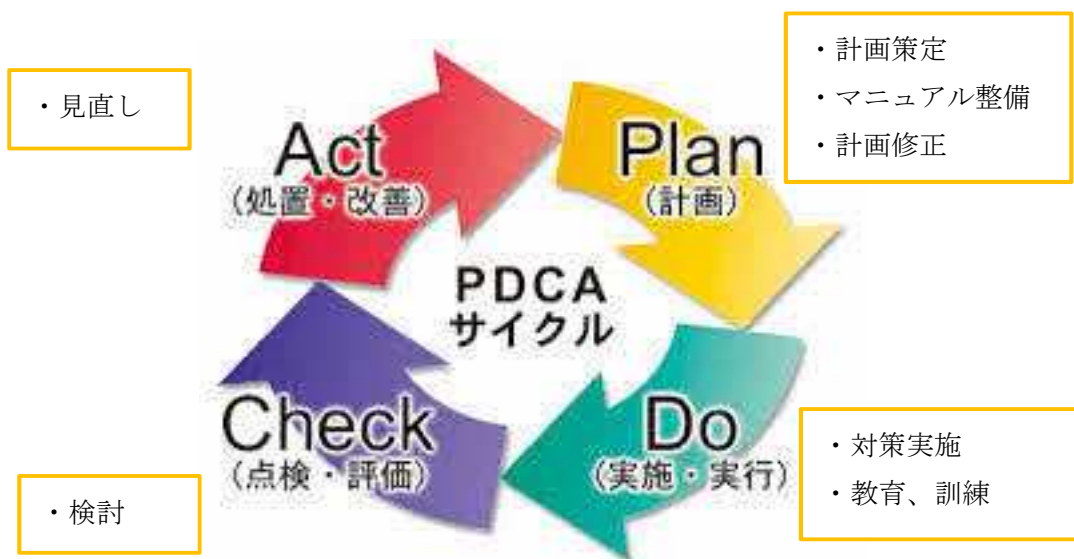 ・見直し
Act
(処置・改善)
Plan
(計画)
・計画策定
・マニュアル整備
・計画修正
PDCA
サイクル
Check
(点検・評価)
・検討
Do
(実施・実行)
・対策実施
・教育、訓練